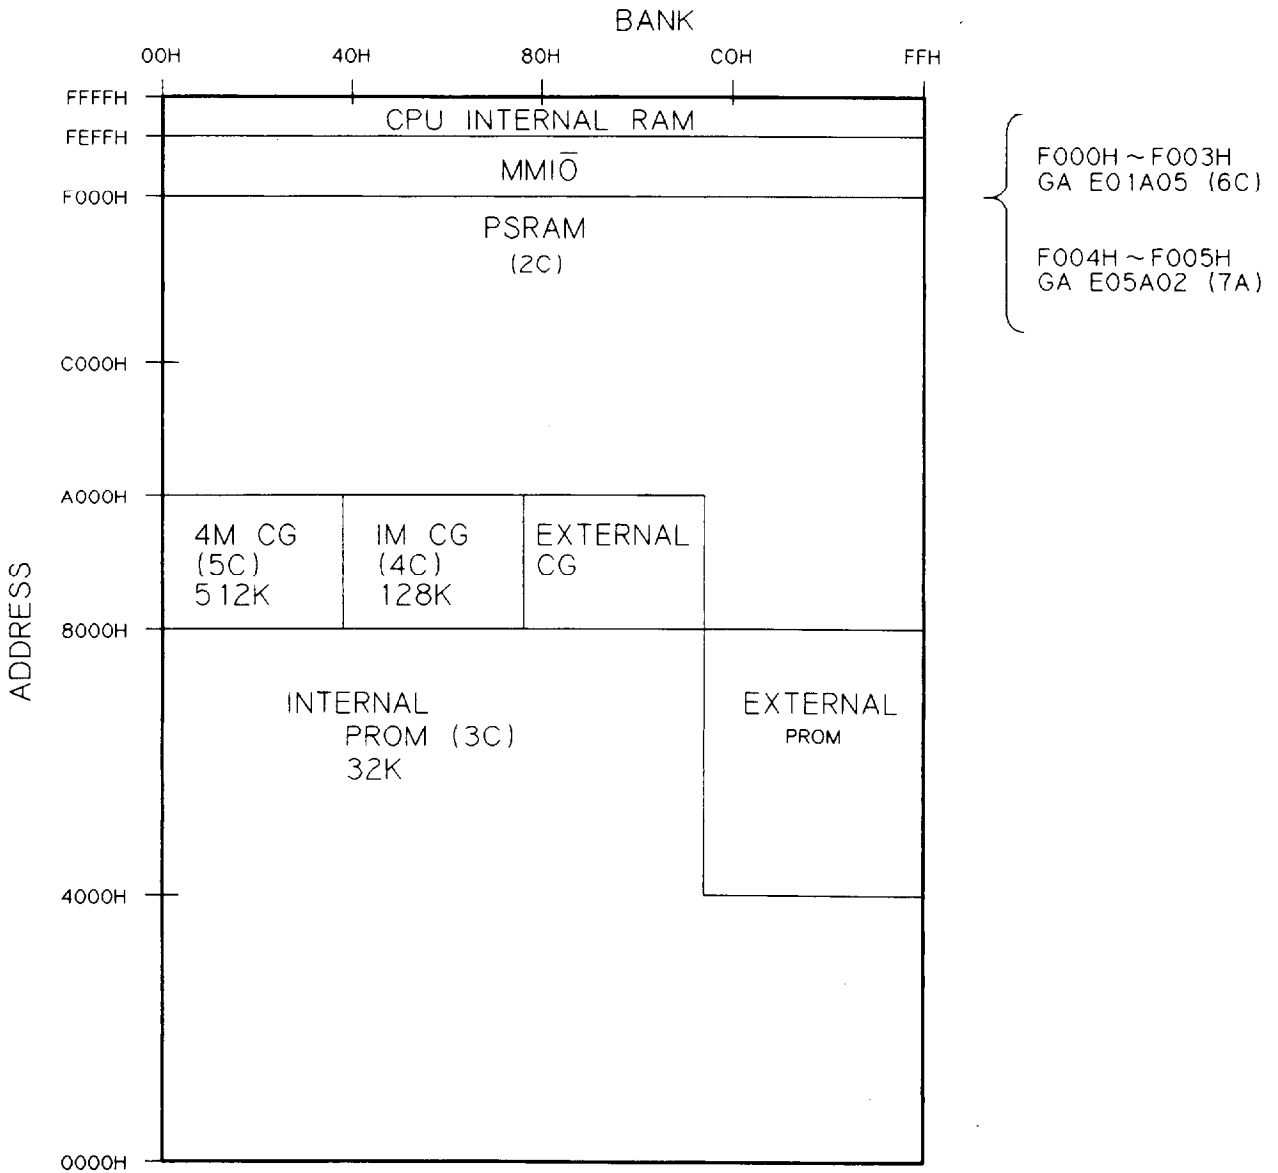 BANK
00H 40H 80H C0H FFH
FFFFH
CPU INTERNAL RAM
FEFFH
MMIO̅
F000H
PSRAM
(2C)
F000H ~ F003H
GA E01A05 (6C)
F004H ~ F005H
GA E05A02 (7A)
C000H
A000H
4M CG
(5C)
512K
1M CG
(4C)
128K
EXTERNAL
CG
8000H
ADDRESS
INTERNAL
PROM (3C)
32K
EXTERNAL
PROM
4000H
0000H